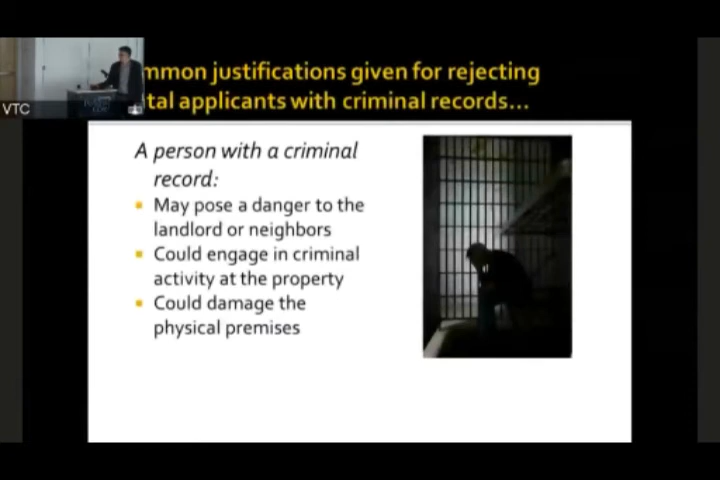 mmon justifications given for rejecting
tal applicants with criminal records...
VTC
A person with a criminal
record:
May pose a danger to the
landlord or neighbors
Could engage in criminal
activity at the property
Could damage the
physical premises